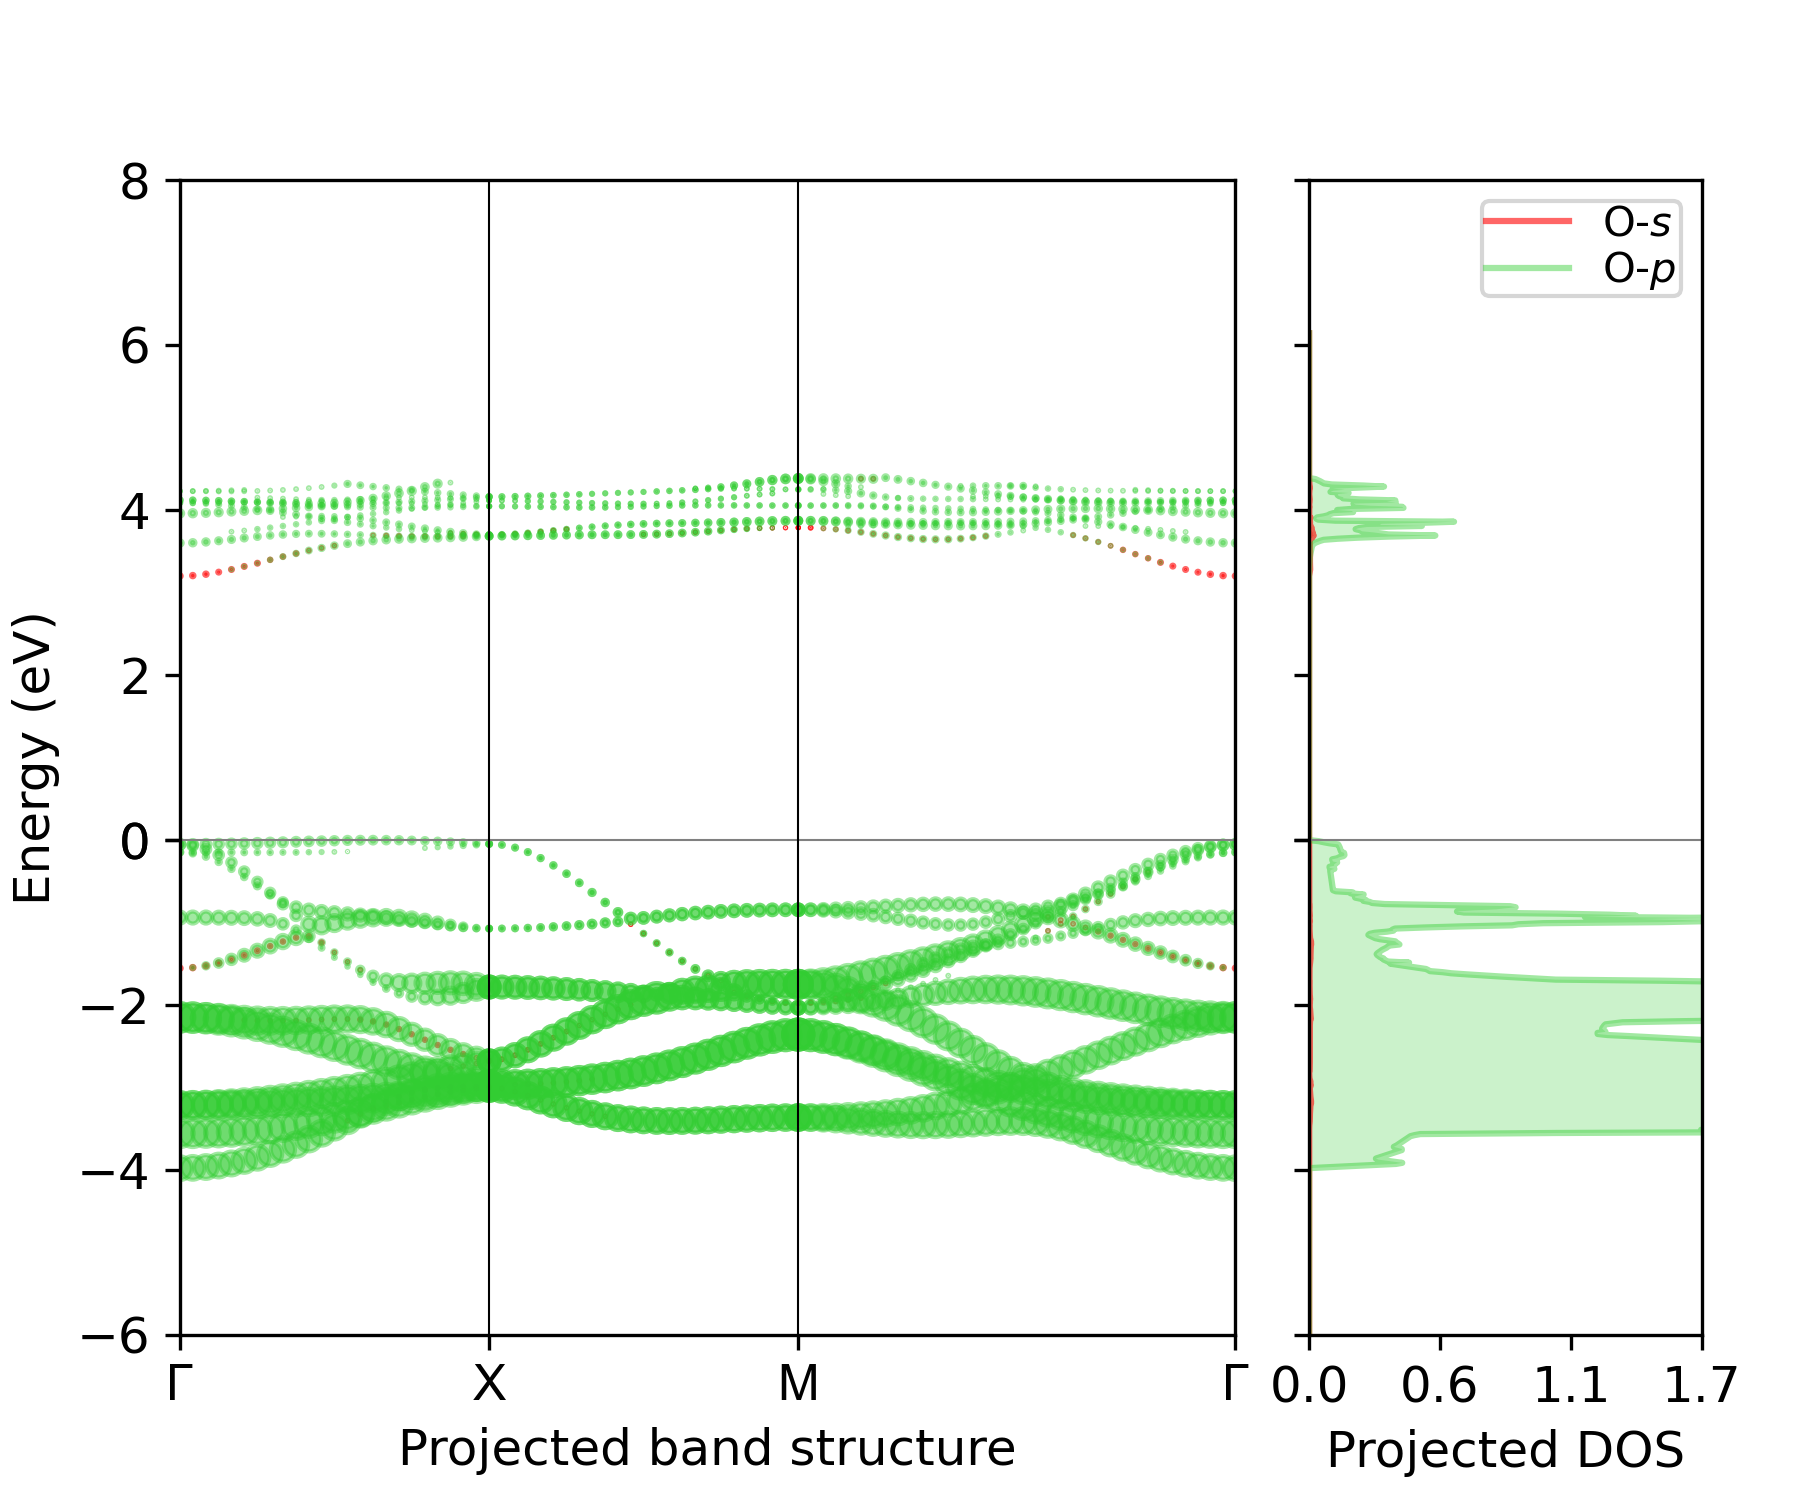 8
6
4
2
0
−2
−4
−6
Energy (eV)
Γ X M Γ
Projected band structure
O-s
O-p
0.0 0.6 1.1 1.7
Projected DOS